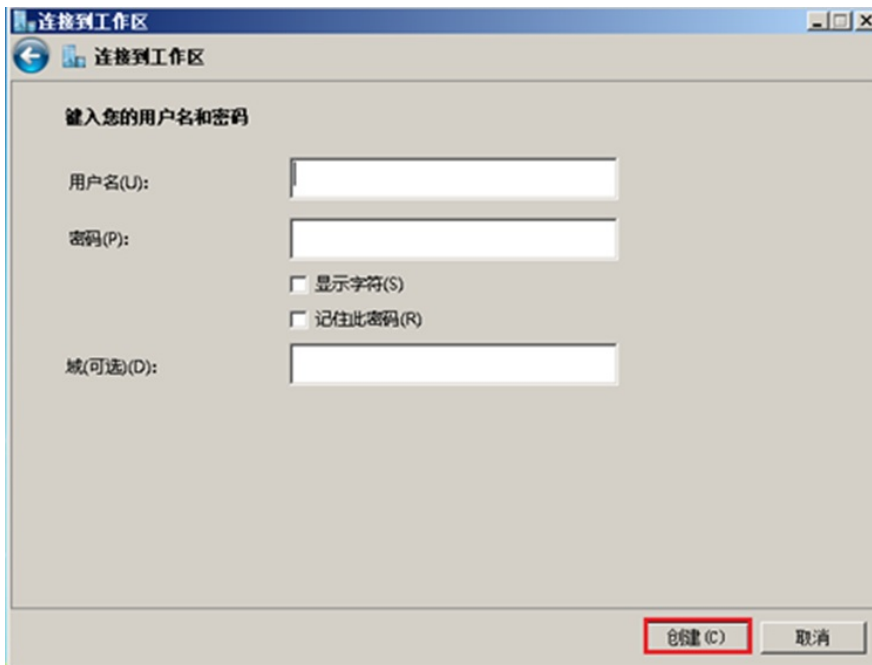 连接到工作区
连接到工作区
键入您的用户名和密码
用户名(U):
密码(P):
显示字符(S)
记住此密码(R)
域(可选)(D):
创建(C)
取消